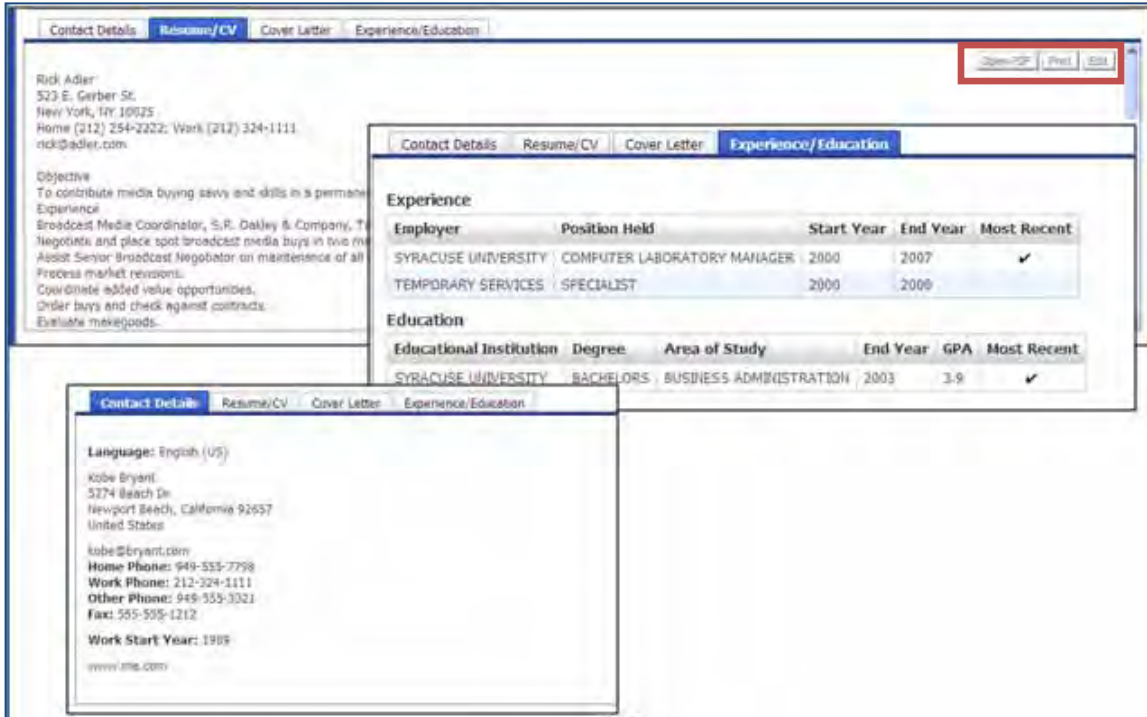 Contact Details Resume/CV Cover Letter Experience/Education
Open PDF Print Edit
Rick Adler
523 E. Gerber St.
New York, NY 10025
Home (212) 254-2222; Work (212) 324-1111
rick@adler.com
Objective
To contribute media buying savvy and skills in a permane
Experience
Broadcast Media Coordinator, S.R. Oakley & Company,
Negotiate and place spot broadcast media buys in two m
Assist Senior Broadcast Negotiator on maintenance of all
Process market revisions.
Coordinate added value opportunities.
Order buys and check against contracts.
Evaluate makegoods.
Contact Details Resume/CV Cover Letter Experience/Education
Experience
Employer Position Held Start Year End Year Most Recent
SYRACUSE UNIVERSITY COMPUTER LABORATORY MANAGER 2000 2007 ✔
TEMPORARY SERVICES SPECIALIST 2000 2000
Education
Educational Institution Degree Area of Study End Year GPA Most Recent
SYRACUSE UNIVERSITY BACHELORS BUSINESS ADMINISTRATION 2003 3.9 ✔
Contact Details Resume/CV Cover Letter Experience/Education
Language: English (US)
Kobe Bryant
5274 Beach Dr
Newport Beach, California 92657
United States
kobe@bryant.com
Home Phone: 949-555-7798
Work Phone: 212-324-1111
Other Phone: 949-555-3321
Fax: 555-555-1212
Work Start Year: 1989
www.me.com